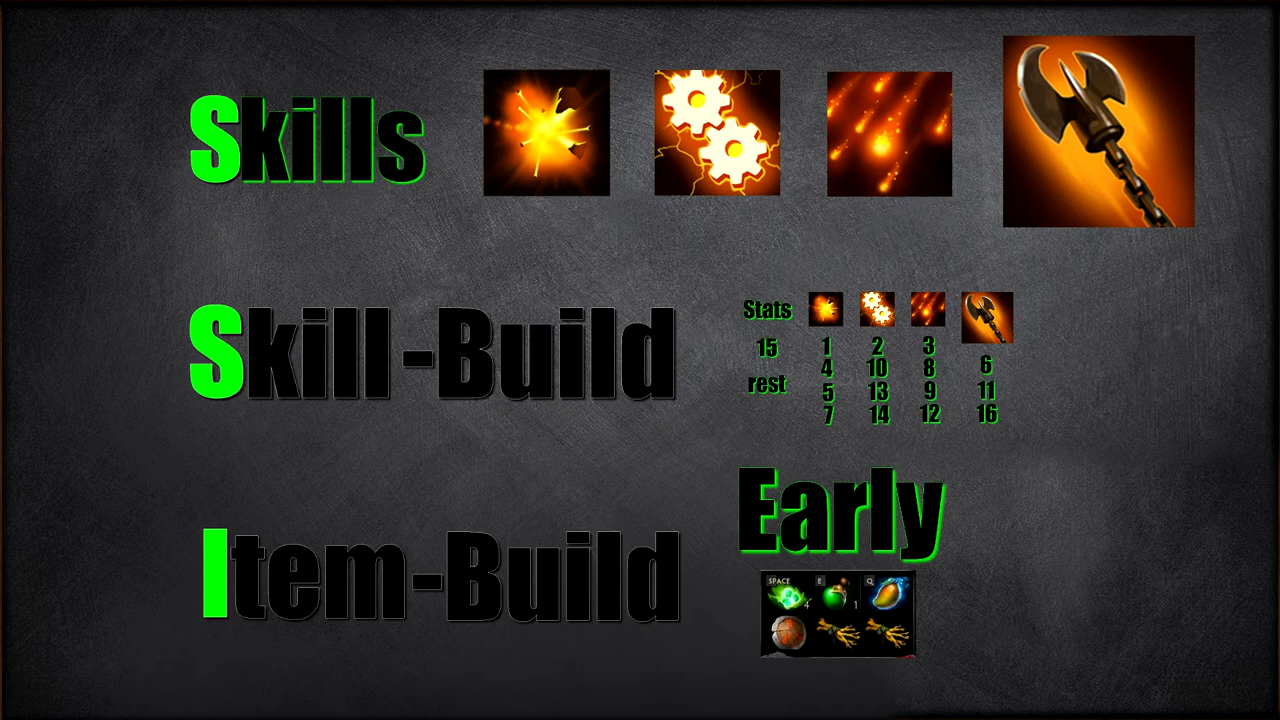 Skills
Skill-Build
Stats
15 1 2 3
4 10 8 6
rest 5 13 9 11
7 14 12 16
Early
Item-Build
SPACE E Q
4 1